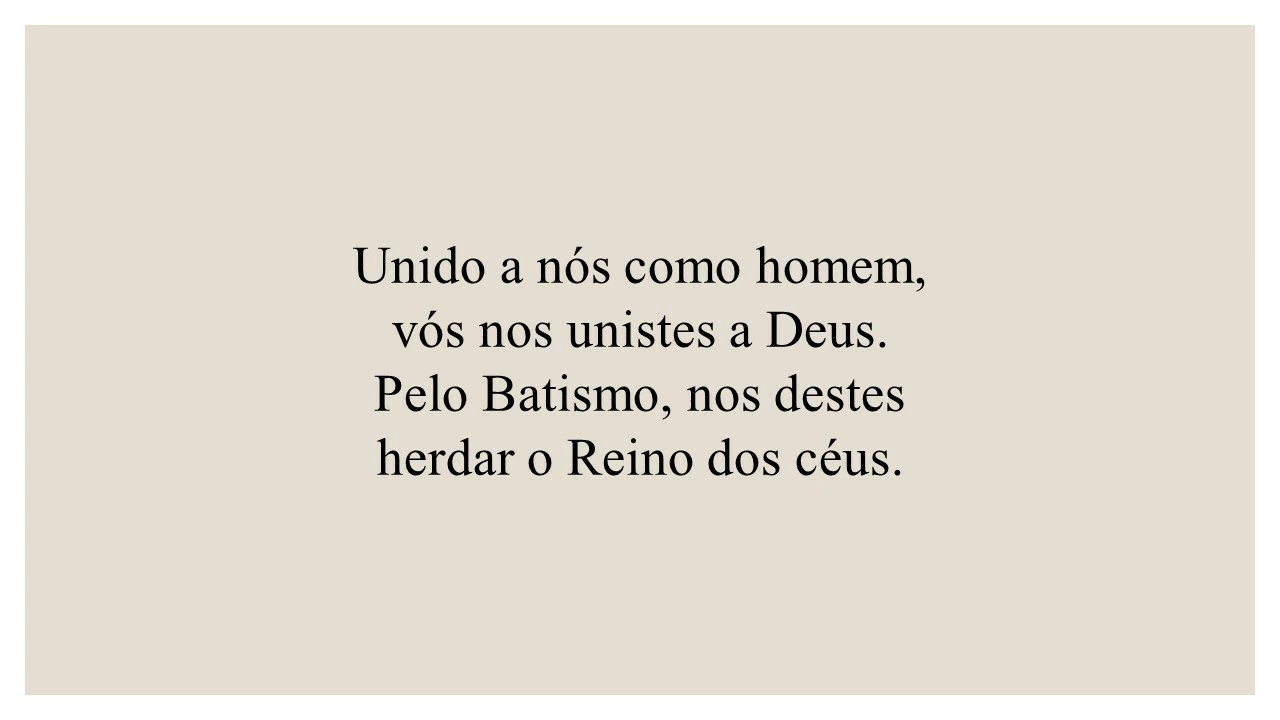 Unido a nós como homem,
vós nos unistes a Deus.
Pelo Batismo, nos destes
herdar o Reino dos céus.